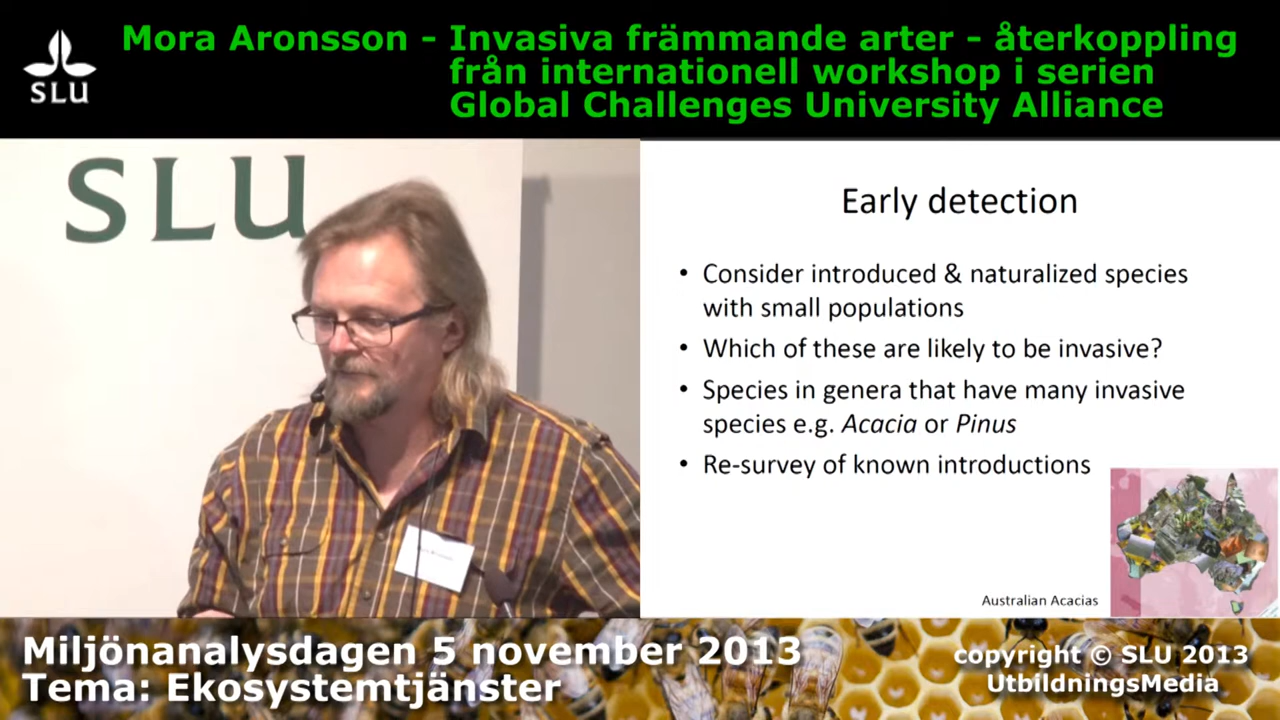 Mora Aronsson - Invasiva främmande arter - återkoppling
från internationell workshop i serien
Global Challenges University Alliance
SLU
SLU
Early detection
• Consider introduced & naturalized species
with small populations
• Which of these are likely to be invasive?
• Species in genera that have many invasive
species e.g. Acacia or Pinus
• Re-survey of known introductions
Australian Acacias
Miljönanalysdagen 5 november 2013
Tema: Ekosystemtjänster
copyright © SLU 2013
UtbildningsMedia